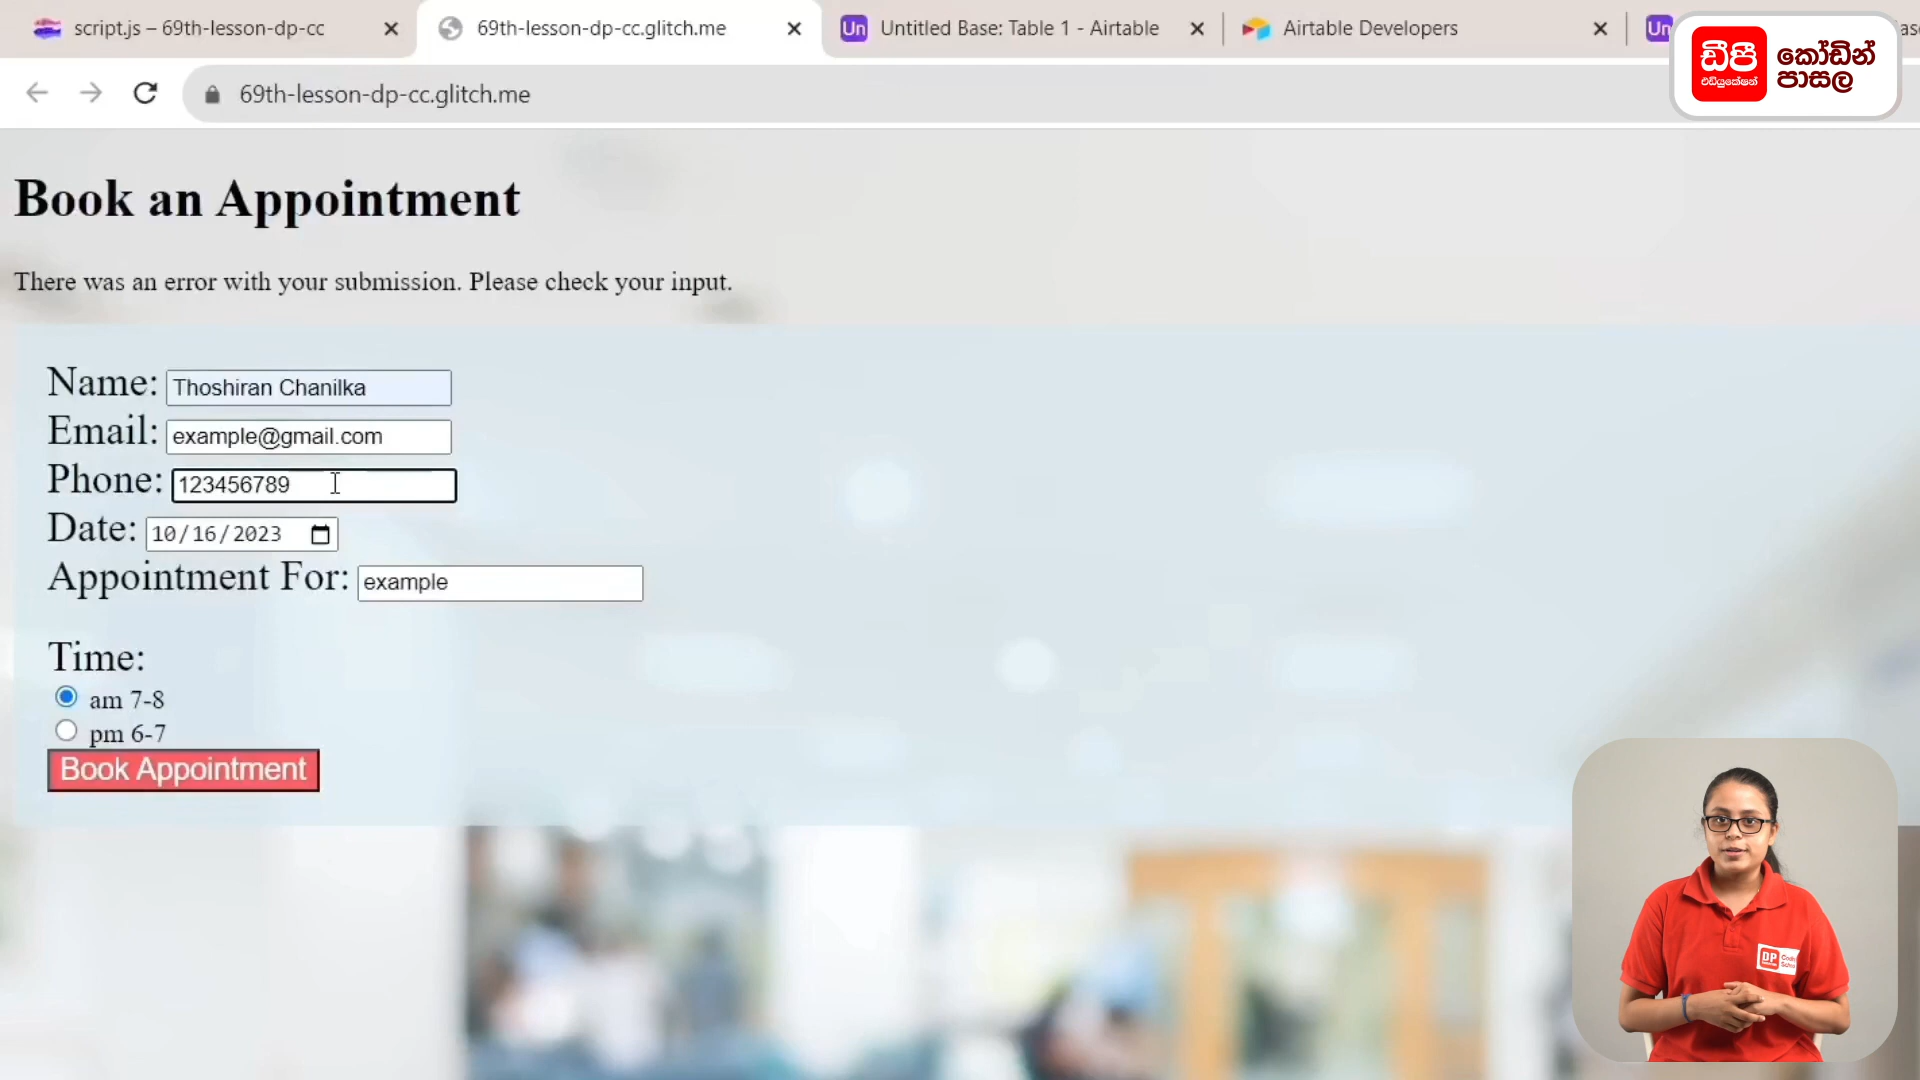 script.js – 69th-lesson-dp-cc
69th-lesson-dp-cc.glitch.me
Untitled Base: Table 1 - Airtable
Airtable Developers
Un
Un
69th-lesson-dp-cc.glitch.me
ඩීපී
එඩියුකේෂන්
කෝඩින්
පාසල
Book an Appointment
There was an error with your submission. Please check your input.
Name: Thoshiran Chanilka
Email: example@gmail.com
Phone: 123456789
Date: 10/16/2023
Appointment For: example
Time:
am 7-8
pm 6-7
Book Appointment
DP